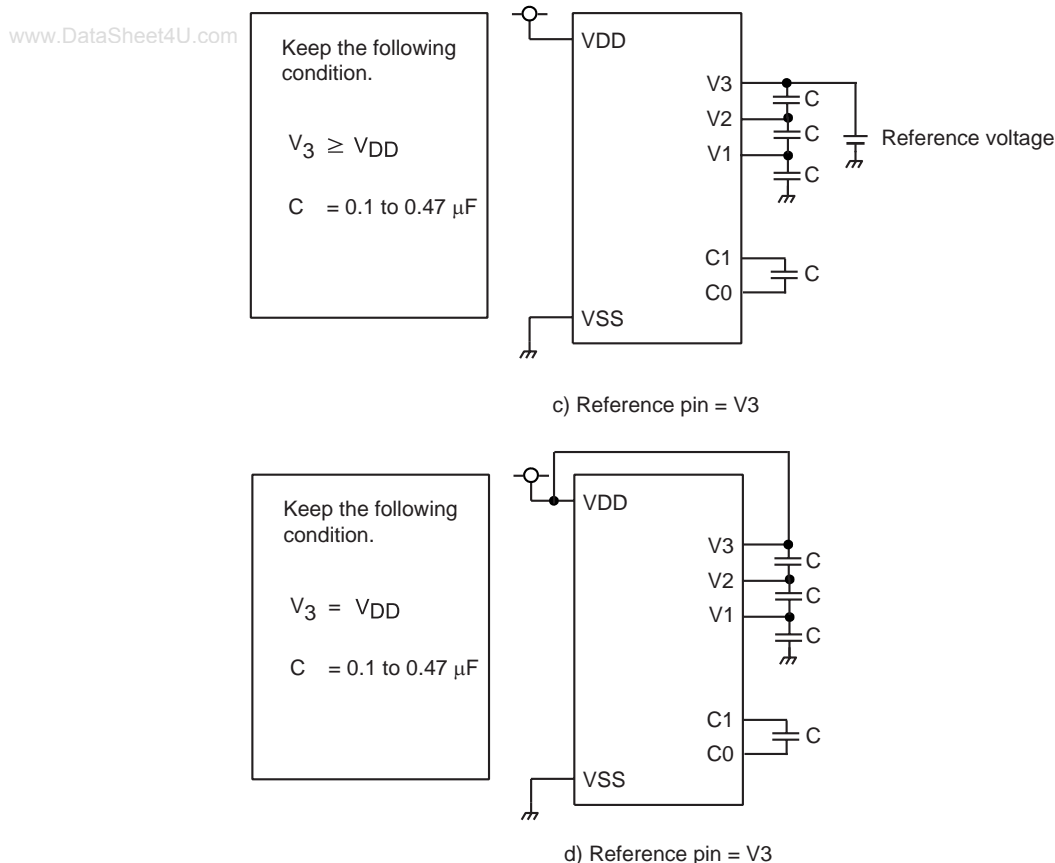 www.DataSheet4U.com
Keep the following
condition.
V3 ≥ VDD
C = 0.1 to 0.47 μF
VDD
V3
V2
V1
C1
C0
VSS
C
C
C
C
Reference voltage
c) Reference pin = V3
Keep the following
condition.
V3 = VDD
C = 0.1 to 0.47 μF
VDD
V3
V2
V1
C1
C0
VSS
C
C
C
C
d) Reference pin = V3